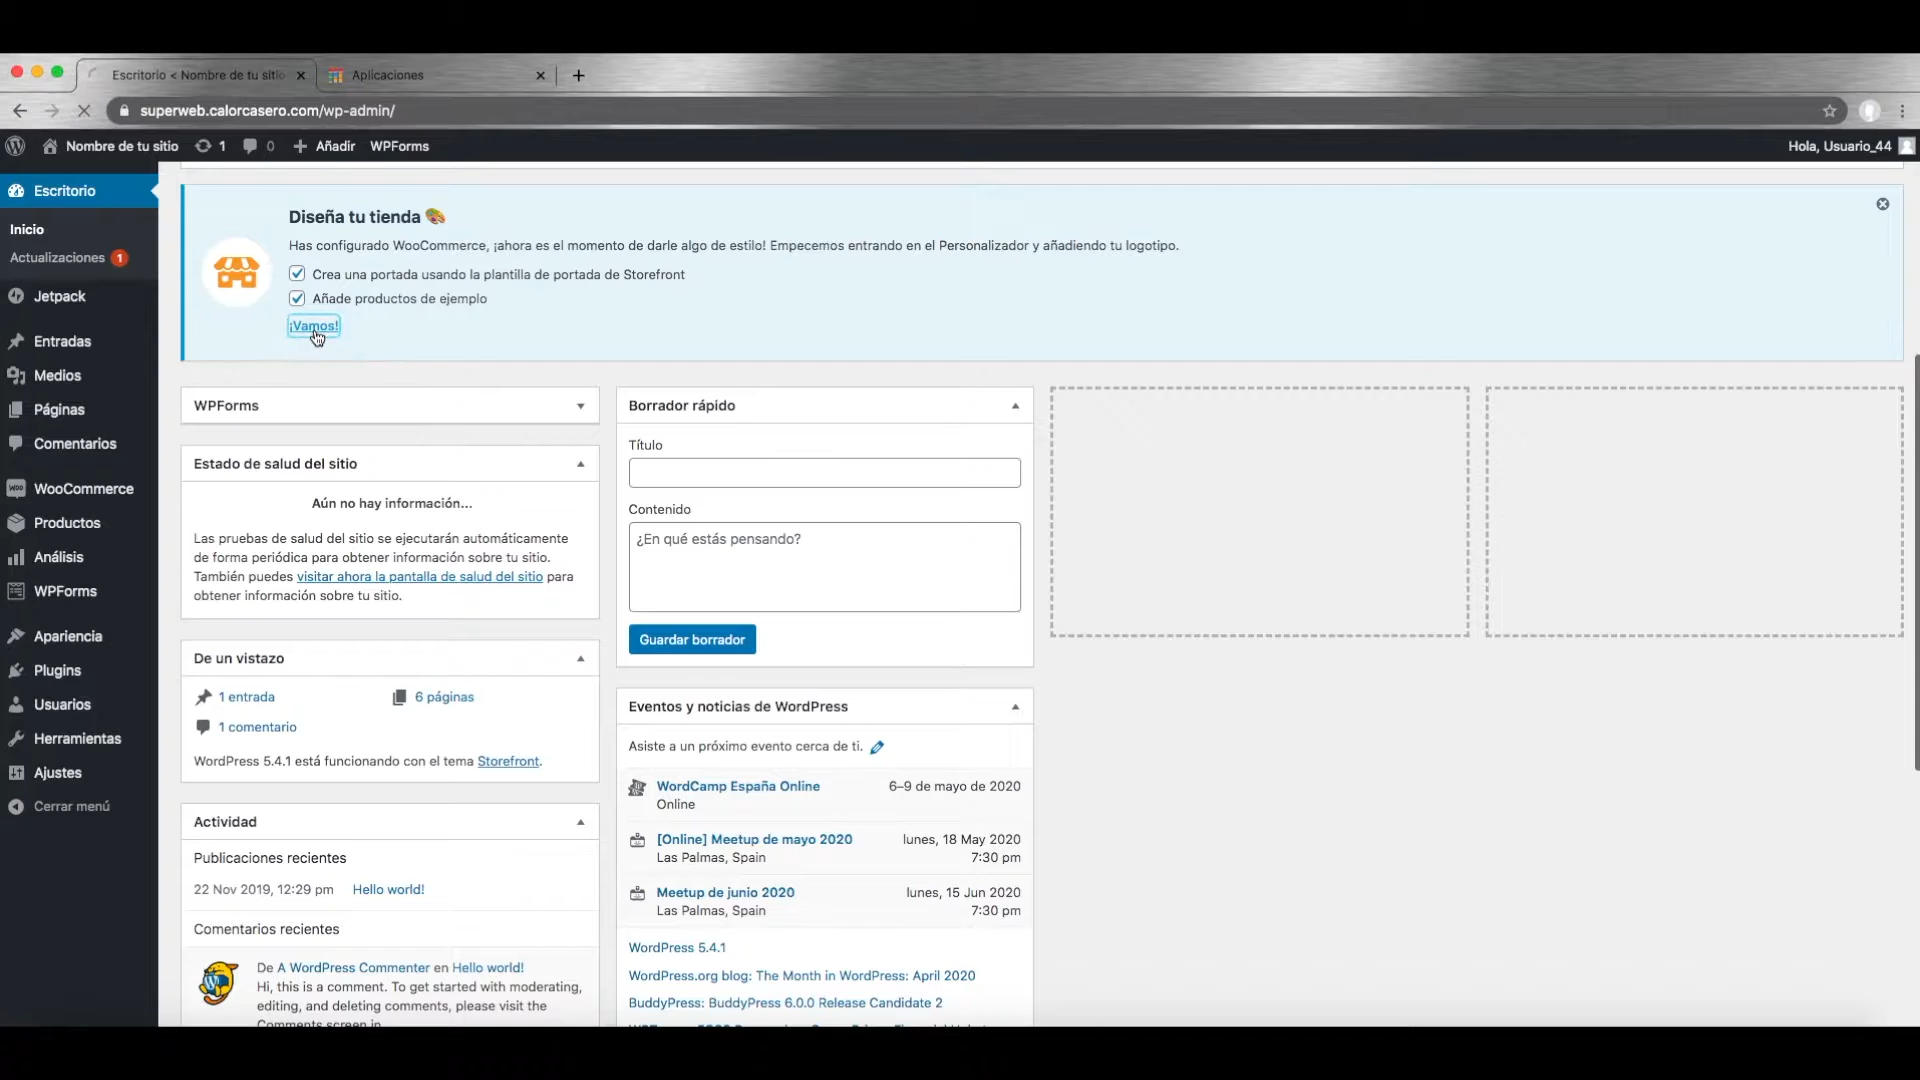 Escritorio < Nombre de tu sitio
Aplicaciones
superweb.calorcasero.com/wp-admin/
Nombre de tu sitio
1
0
Añadir
WPForms
Hola, Usuario_44
Escritorio
Inicio
Actualizaciones 1
Jetpack
Entradas
Medios
Páginas
Comentarios
WooCommerce
Productos
Análisis
WPForms
Apariencia
Plugins
Usuarios
Herramientas
Ajustes
Cerrar menú
Diseña tu tienda
Has configurado WooCommerce, ¡ahora es el momento de darle algo de estilo! Empecemos entrando en el Personalizador y añadiendo tu logotipo.
Crea una portada usando la plantilla de portada de Storefront
Añade productos de ejemplo
¡Vamos!
WPForms
Estado de salud del sitio
Aún no hay información...
Las pruebas de salud del sitio se ejecutarán automáticamente
de forma periódica para obtener información sobre tu sitio.
También puedes visitar ahora la pantalla de salud del sitio para
obtener información sobre tu sitio.
De un vistazo
1 entrada
6 páginas
1 comentario
WordPress 5.4.1 está funcionando con el tema Storefront.
Actividad
Publicaciones recientes
22 Nov 2019, 12:29 pm Hello world!
Comentarios recientes
De A WordPress Commenter en Hello world!
Hi, this is a comment. To get started with moderating,
editing, and deleting comments, please visit the
Comments screen in
Borrador rápido
Título
Contenido
¿En qué estás pensando?
Guardar borrador
Eventos y noticias de WordPress
Asiste a un próximo evento cerca de ti.
WordCamp España Online 6–9 de mayo de 2020
Online
[Online] Meetup de mayo 2020 lunes, 18 May 2020
Las Palmas, Spain 7:30 pm
Meetup de junio 2020 lunes, 15 Jun 2020
Las Palmas, Spain 7:30 pm
WordPress 5.4.1
WordPress.org blog: The Month in WordPress: April 2020
BuddyPress: BuddyPress 6.0.0 Release Candidate 2